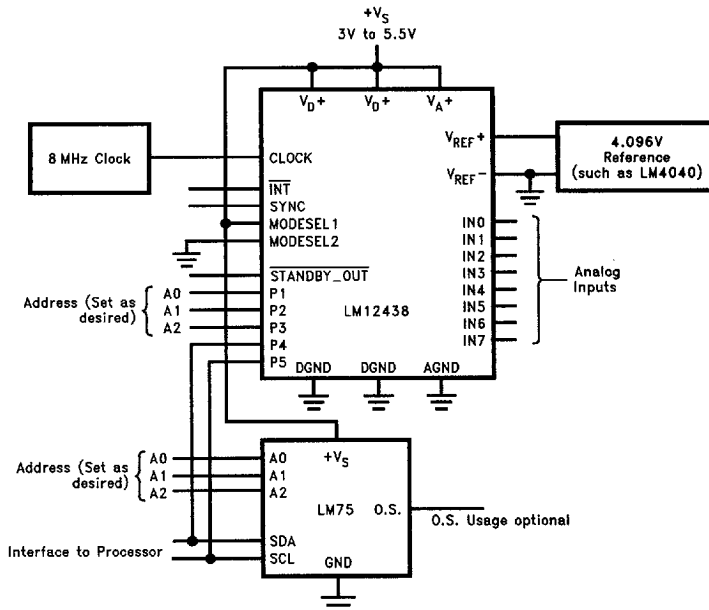 +VS
3V to 5.5V
VD+ VD+ VA+
8 MHz Clock
CLOCK
INT
SYNC
MODESEL1
MODESEL2
STANDBY_OUT
Address (Set as
desired)
A0
A1
A2
P1
P2
P3
P4
P5
LM12438
VREF+
VREF-
4.096V
Reference
(such as LM4040)
IN0
IN1
IN2
IN3
IN4
IN5
IN6
IN7
Analog
Inputs
DGND DGND AGND
Address (Set as
desired)
A0
A1
A2
+VS
A0
A1
A2
LM75 O.S.
O.S. Usage optional
Interface to Processor
SDA
SCL
GND